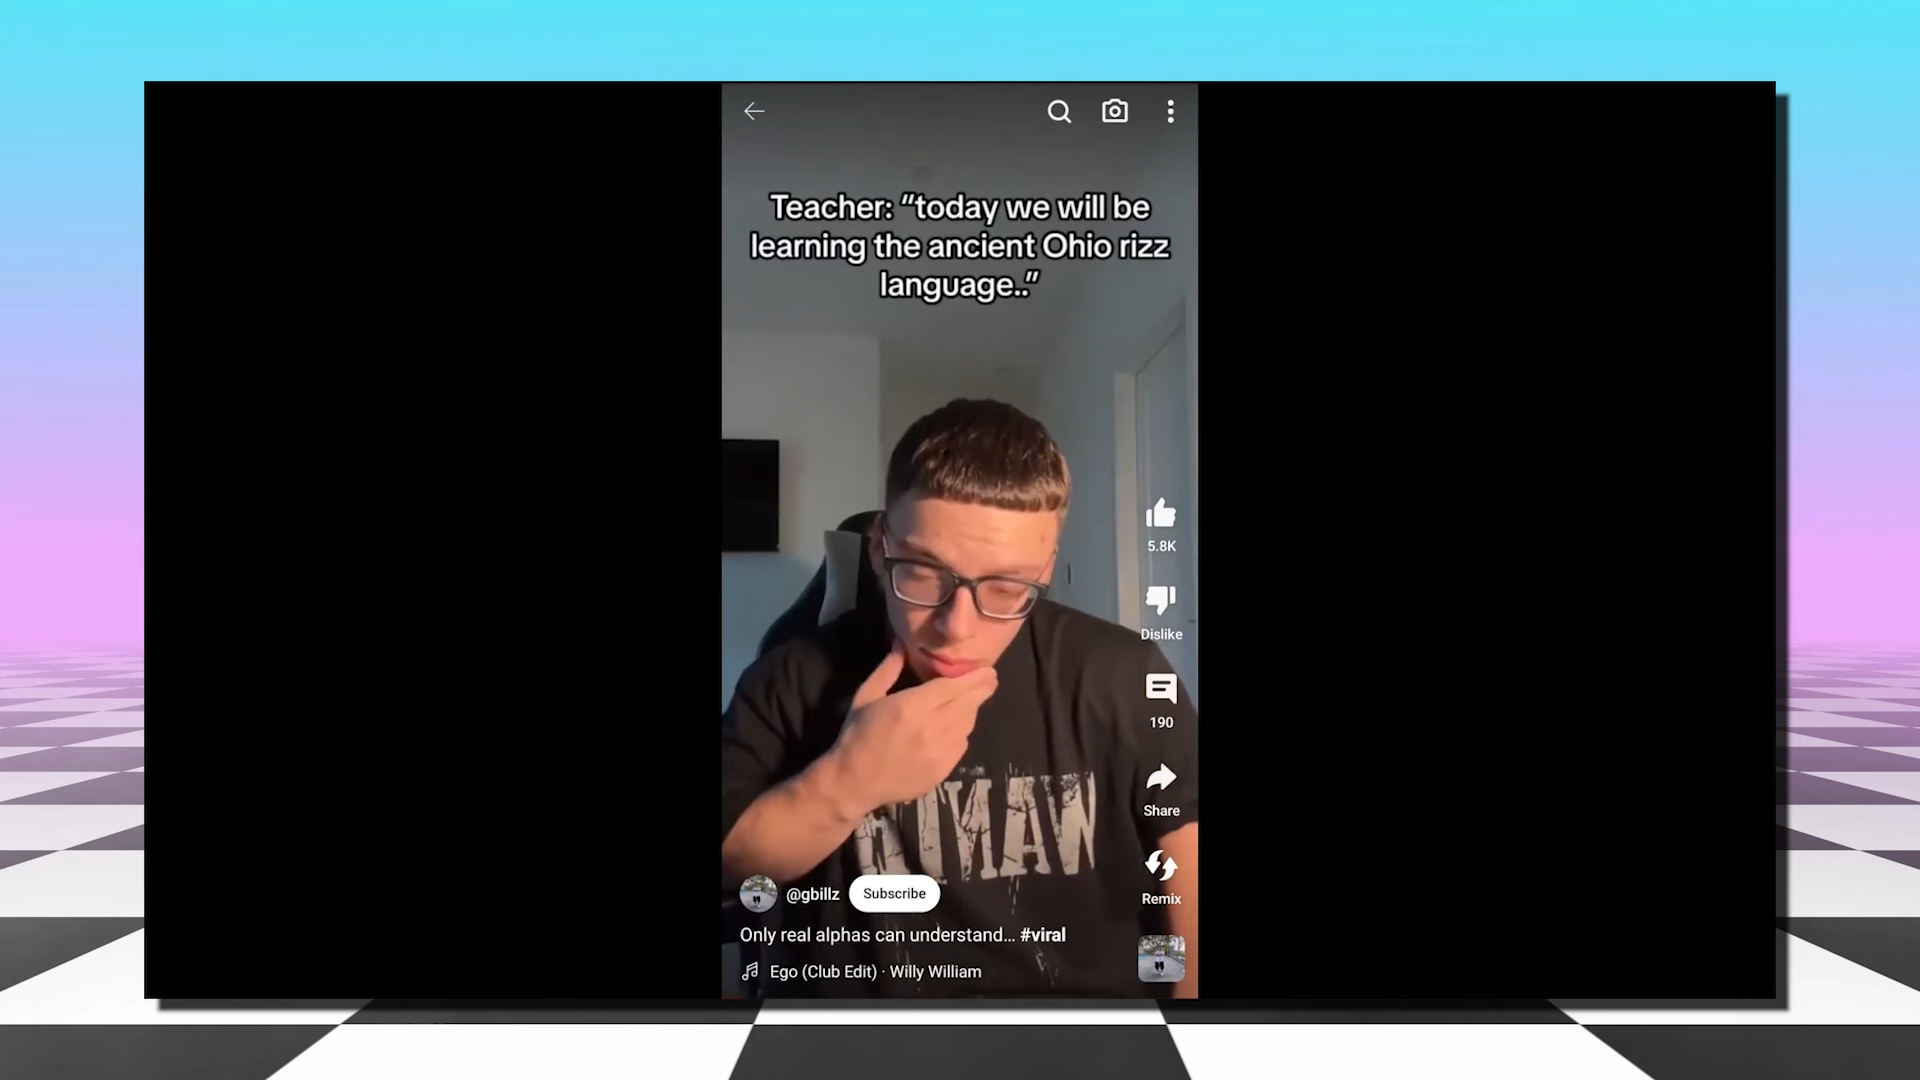 Teacher: “today we will be
learning the ancient Ohio rizz
language..”
5.8K
Dislike
190
Share
Remix
@gbillz
Subscribe
Only real alphas can understand... #viral
Ego (Club Edit) · Willy William